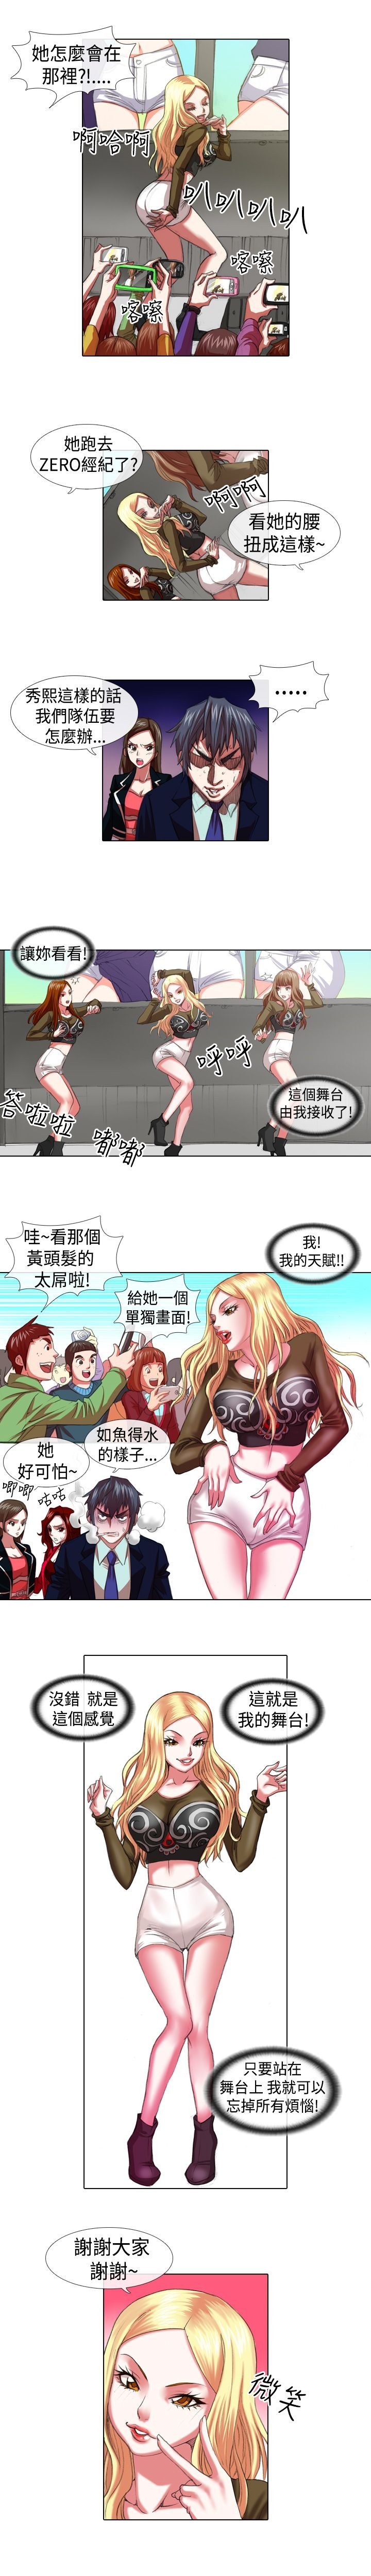 她怎麼會在
那裡?!....
啊哈啊
叭叭叭叭
喀嚓
喀嚓
她跑去
ZERO經紀了?
啊啊
看她的腰
扭成這樣~
秀熙這樣的話
我們隊伍要
怎麼辦...
.....
讓妳看看!
呼呼
這個舞台
由我接收了!
答啦啦
嘟嘟
哇~看那個
黃頭髮的
太屌啦!
我!
我的天賦!!
給她一個
單獨畫面!
她
好可怕~
如魚得水
的樣子...
唧唧
咕咕
沒錯 就是
這個感覺
這就是
我的舞台!
只要站在
舞台上 我就可以
忘掉所有煩惱!
謝謝大家
謝謝~
微笑